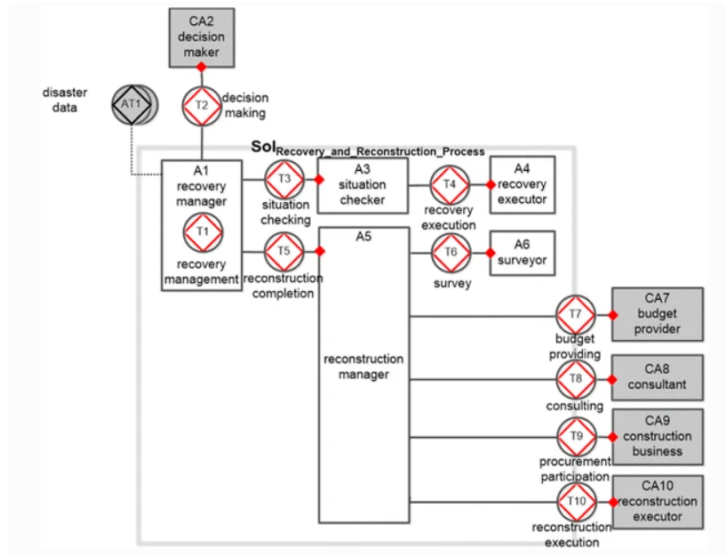 CA2
decision
maker
disaster
data
AT1
T2
decision
making
SoI Recovery_and_Reconstruction_Process
A1
recovery
manager
T1
recovery
management
T3
situation
checking
A3
situation
checker
T4
recovery
execution
A4
recovery
executor
T5
reconstruction
completion
A5
reconstruction
manager
T6
survey
A6
surveyor
T7
budget
providing
CA7
budget
provider
T8
consulting
CA8
consultant
T9
procurement
participation
CA9
construction
business
T10
reconstruction
execution
CA10
reconstruction
executor